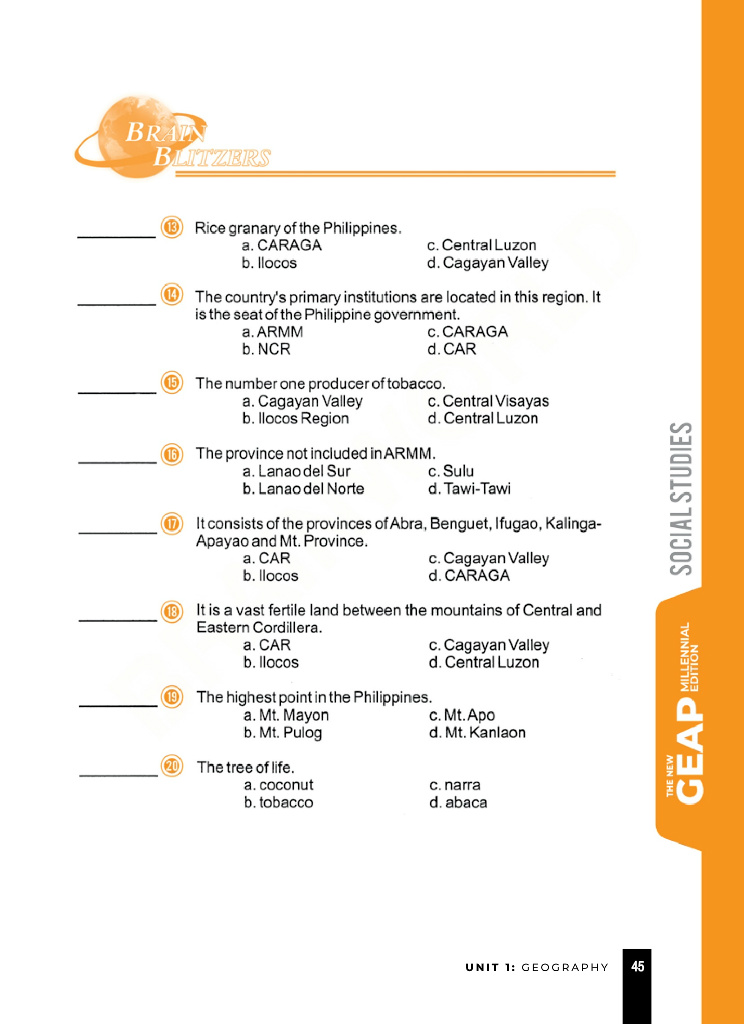 BRAIN
BLITZERS
_________ 13 Rice granary of the Philippines.
a. CARAGA c. Central Luzon
b. Ilocos d. Cagayan Valley
_________ 14 The country's primary institutions are located in this region. It
is the seat of the Philippine government.
a. ARMM c. CARAGA
b. NCR d. CAR
_________ 15 The number one producer of tobacco.
a. Cagayan Valley c. Central Visayas
b. Ilocos Region d. Central Luzon
_________ 16 The province not included in ARMM.
a. Lanao del Sur c. Sulu
b. Lanao del Norte d. Tawi-Tawi
_________ 17 It consists of the provinces of Abra, Benguet, Ifugao, Kalinga-
Apayao and Mt. Province.
a. CAR c. Cagayan Valley
b. Ilocos d. CARAGA
_________ 18 It is a vast fertile land between the mountains of Central and
Eastern Cordillera.
a. CAR c. Cagayan Valley
b. Ilocos d. Central Luzon
_________ 19 The highest point in the Philippines.
a. Mt. Mayon c. Mt. Apo
b. Mt. Pulog d. Mt. Kanlaon
_________ 20 The tree of life.
a. coconut c. narra
b. tobacco d. abaca
SOCIAL STUDIES
THE NEW
GEAP
MILLENNIAL
EDITION
UNIT 1: GEOGRAPHY 45